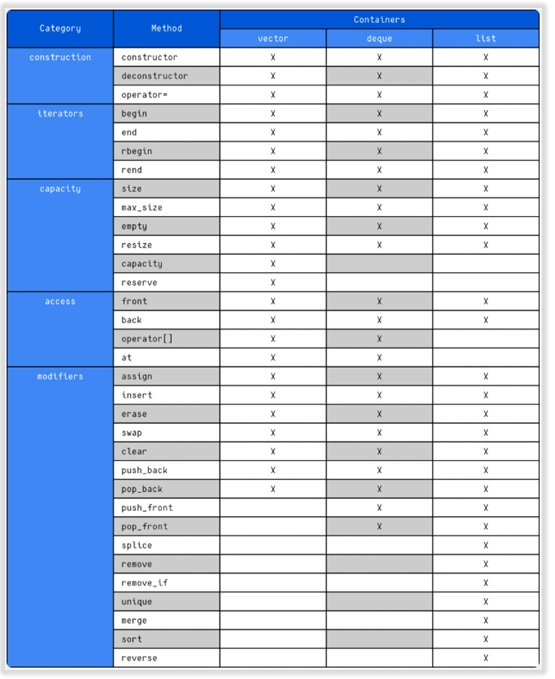 Category Method Containers
vector deque list
construction constructor X X X
deconstructor X X X
operator= X X X
iterators begin X X X
end X X X
rbegin X X X
rend X X X
capacity size X X X
max_size X X X
empty X X X
resize X X X
capacity X
reserve X
access front X X X
back X X X
operator[] X X
at X X
modifiers assign X X X
insert X X X
erase X X X
swap X X X
clear X X X
push_back X X X
pop_back X X X
push_front X X
pop_front X X
splice X
remove X
remove_if X
unique X
merge X
sort X
reverse X